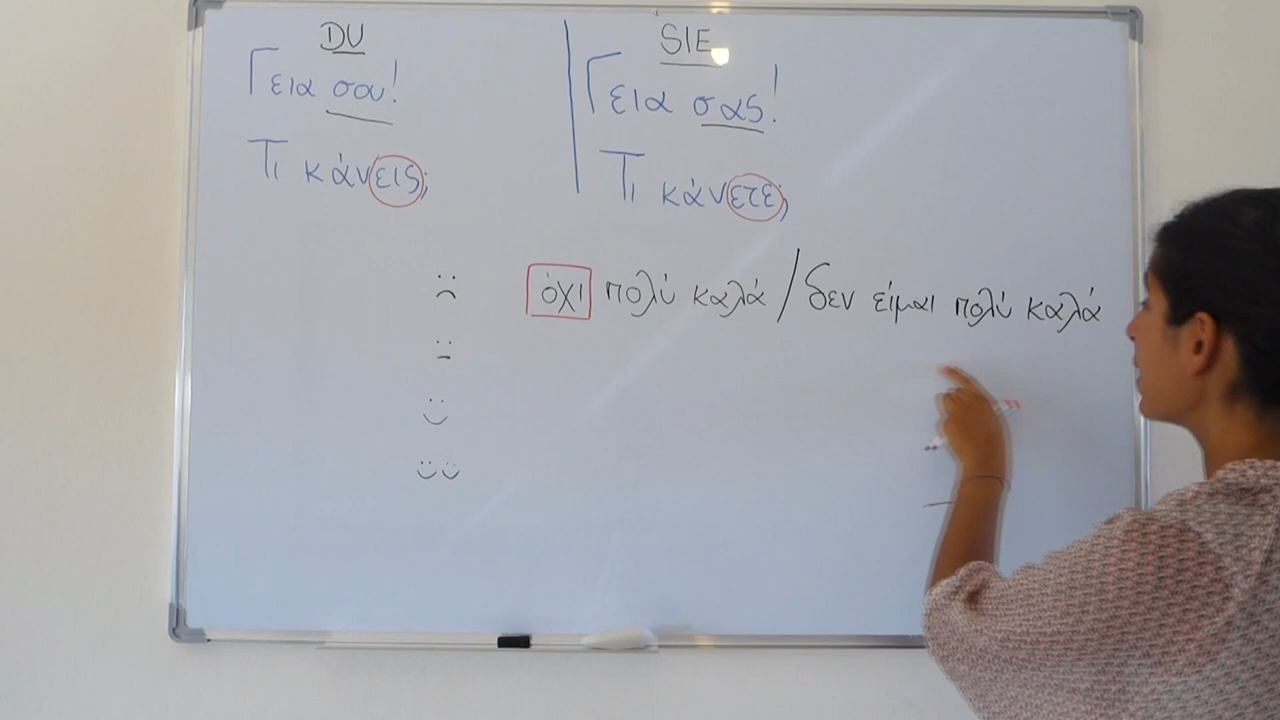 DU
Γεια σου!
Τι κάνεις;
SIE
Γεια σας!
Τι κάνετε;
όχι πολύ καλά / δεν είμαι πολύ καλά